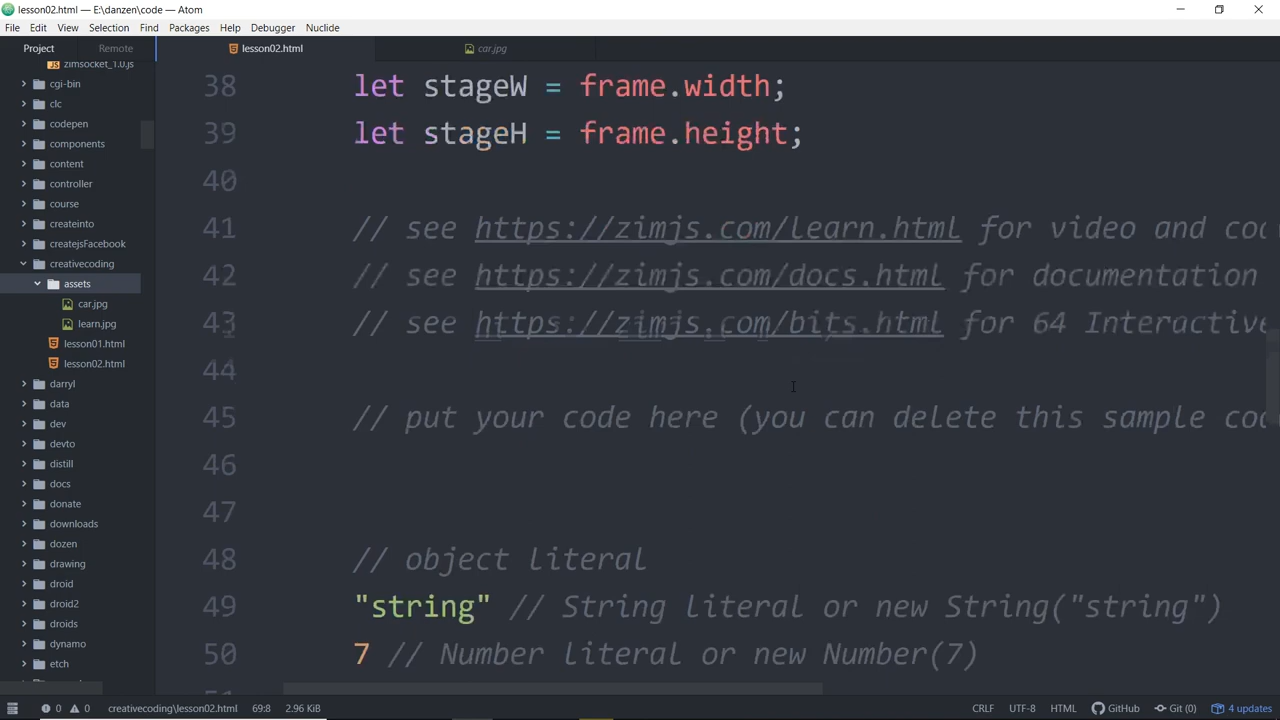 lesson02.html — E:\danzen\code — Atom
File Edit View Selection Find Packages Help Debugger Nuclide
Project Remote
lesson02.html
car.jpg
zimsocket_1.0.js
cgi-bin
clc
codepen
components
content
controller
course
createinto
createjsFacebook
creativecoding
assets
car.jpg
learn.jpg
lesson01.html
lesson02.html
darryl
data
dev
devto
distill
docs
donate
downloads
dozen
drawing
droid
droid2
droids
dynamo
etch
38 let stageW = frame.width;
39 let stageH = frame.height;
40
41 // see https://zimjs.com/learn.html for video and
42 // see https://zimjs.com/docs.html for documentation
43 // see https://zimjs.com/bits.html for 64 Interactive
44
45 // put your code here (you can delete this sample
46
47
48 // object literal
49 "string" // String literal or new String("string")
50 7 // Number literal or new Number(7)
0 0 creativecoding\lesson02.html 69:8 2.96 KiB CRLF UTF-8 HTML GitHub Git (0) 4 updates